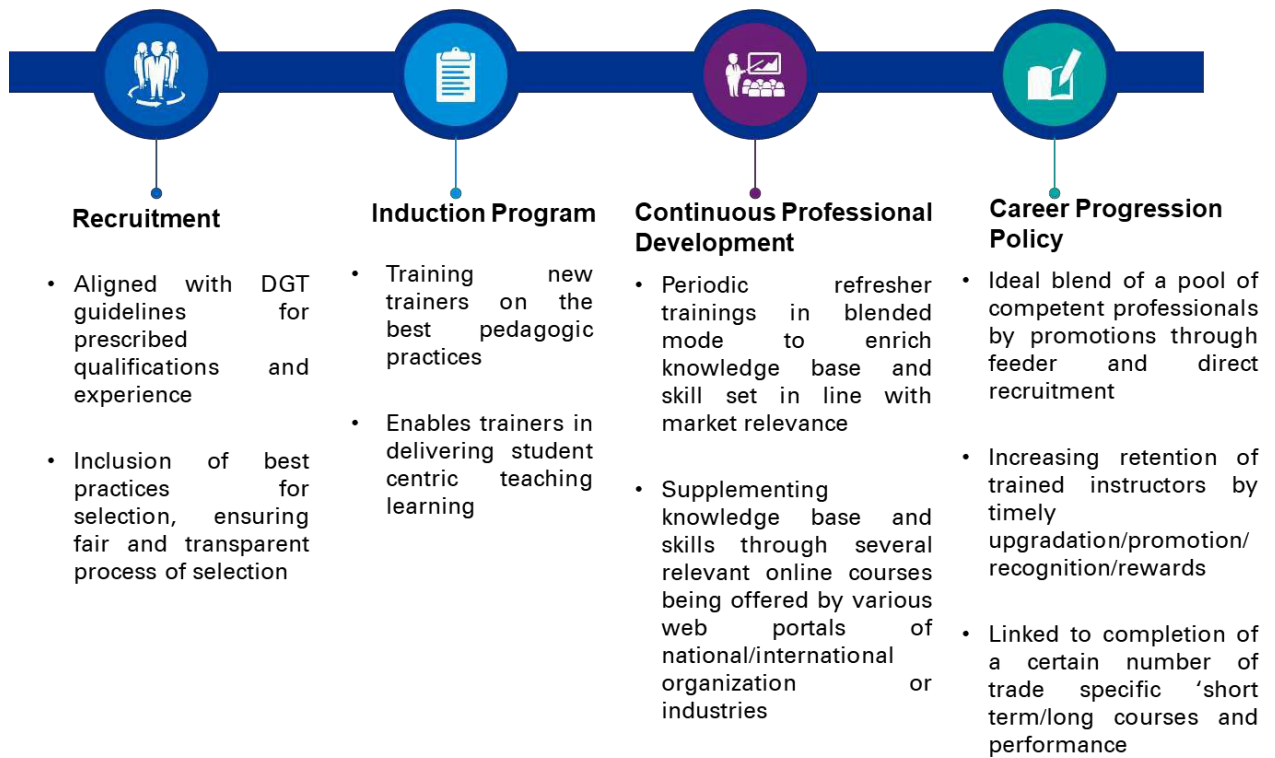 Recruitment
• Aligned with DGT
guidelines for
prescribed
qualifications and
experience
• Inclusion of best
practices for
selection, ensuring
fair and transparent
process of selection
Induction Program
• Training new
trainers on the
best pedagogic
practices
• Enables trainers in
delivering student
centric teaching
learning
Continuous Professional
Development
• Periodic refresher
trainings in blended
mode to enrich
knowledge base and
skill set in line with
market relevance
• Supplementing
knowledge base and
skills through several
relevant online courses
being offered by various
web portals of
national/international
organization or
industries
Career Progression
Policy
• Ideal blend of a pool of
competent professionals
by promotions through
feeder and direct
recruitment
• Increasing retention of
trained instructors by
timely
upgradation/promotion/
recognition/rewards
• Linked to completion of
a certain number of
trade specific ‘short
term/long courses and
performance